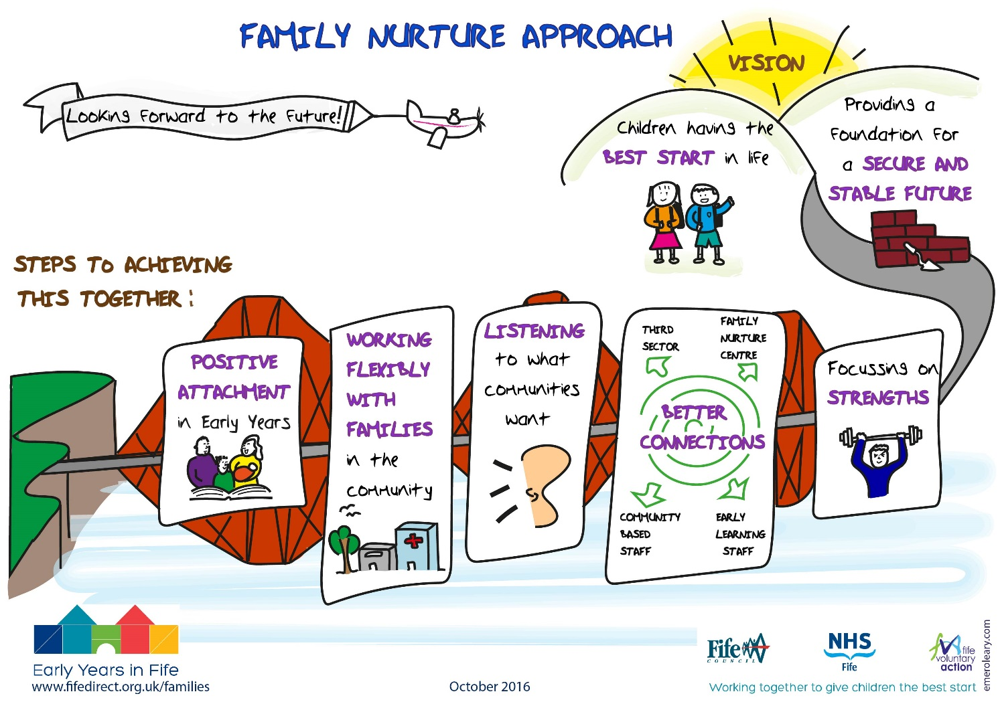 FAMILY NURTURE APPROACH
VISION
Looking Forward to the Future!
Children having the
BEST START in life
Providing a
Foundation For
a SECURE AND
STABLE FUTURE
STEPS TO ACHIEVING
THIS TOGETHER :
POSITIVE
ATTACHMENT
in Early Years
WORKING
FLEXIBLY
WITH
FAMILIES
in the
community
LISTENING
to what
communities
want
THIRD
SECTOR
FAMILY
NURTURE
CENTRE
BETTER
CONNECTIONS
COMMUNITY
BASED
STAFF
EARLY
LEARNING
STAFF
Focussing on
STRENGTHS
Early Years in Fife
www.fifedirect.org.uk/families
October 2016
Fife
COUNCIL
NHS
Fife
fva fife
voluntary
action
Working together to give children the best start
emeroleary.com